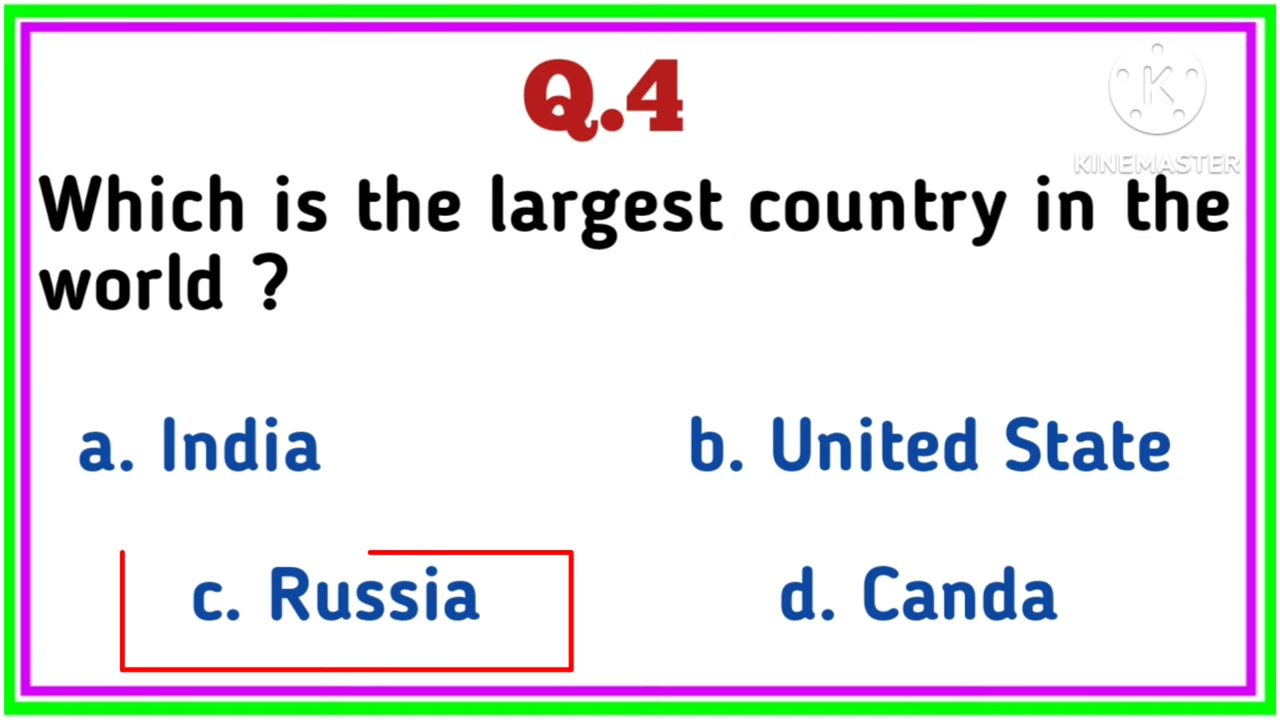 Q.4
K
KINEMASTER
Which is the largest country in the
world ?
a. India
b. United State
c. Russia
d. Canda